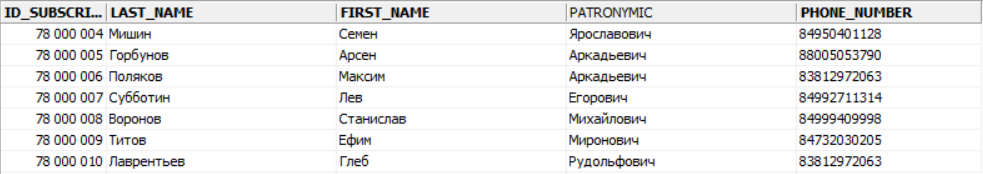 ID_SUBSCRI... LAST_NAME FIRST_NAME PATRONYMIC PHONE_NUMBER
78 000 004 Мишин Семен Ярославович 84950401128
78 000 005 Горбунов Арсен Аркадьевич 88005053790
78 000 006 Поляков Максим Аркадьевич 83812972063
78 000 007 Субботин Лев Егорович 84992711314
78 000 008 Воронов Станислав Михайлович 84999409998
78 000 009 Титов Ефим Миронович 84732030205
78 000 010 Лаврентьев Глеб Рудольфович 83812972063